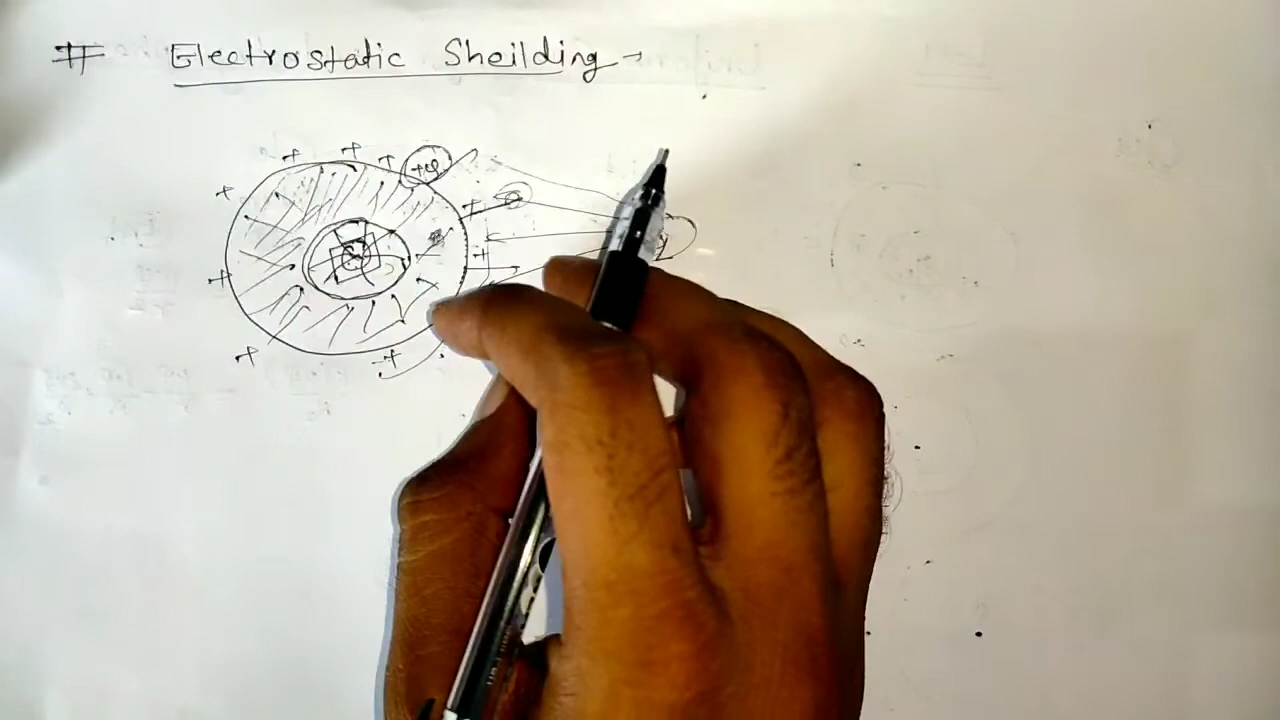 # Electrostatic Sheilding -
+ + +
+q
+
+
+
+
+
+